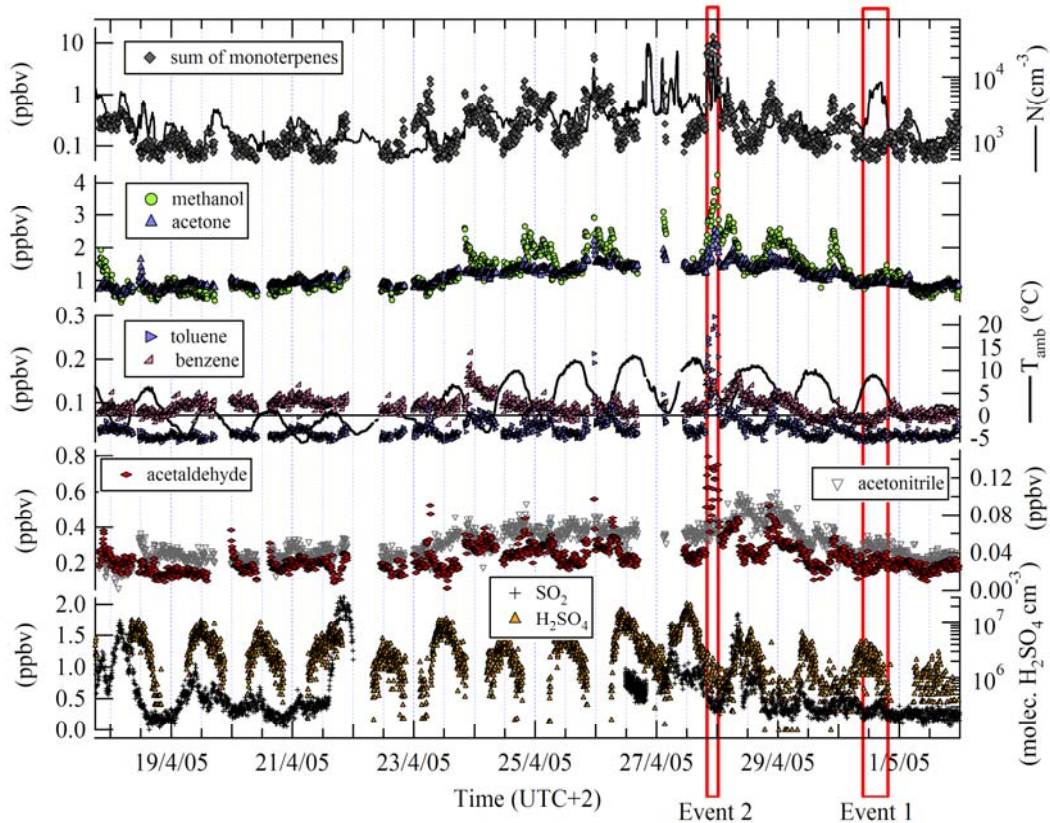 10
1
0.1
(ppbv)
sum of monoterpenes
10⁴
10³
N(cm⁻³)
4
3
2
1
(ppbv)
methanol
acetone
0.3
0.2
0.1
(ppbv)
toluene
benzene
20
15
10
5
0
-5
T_amb (°C)
0.8
0.6
0.4
0.2
(ppbv)
acetaldehyde
acetonitrile
0.12
0.08
0.04
0.00
(ppbv)
2.0
1.5
1.0
0.5
0.0
(ppbv)
SO₂
H₂SO₄
10⁷
10⁶
(molec. H₂SO₄ cm⁻³)
19/4/05 21/4/05 23/4/05 25/4/05 27/4/05 29/4/05 1/5/05
Time (UTC+2)
Event 2 Event 1